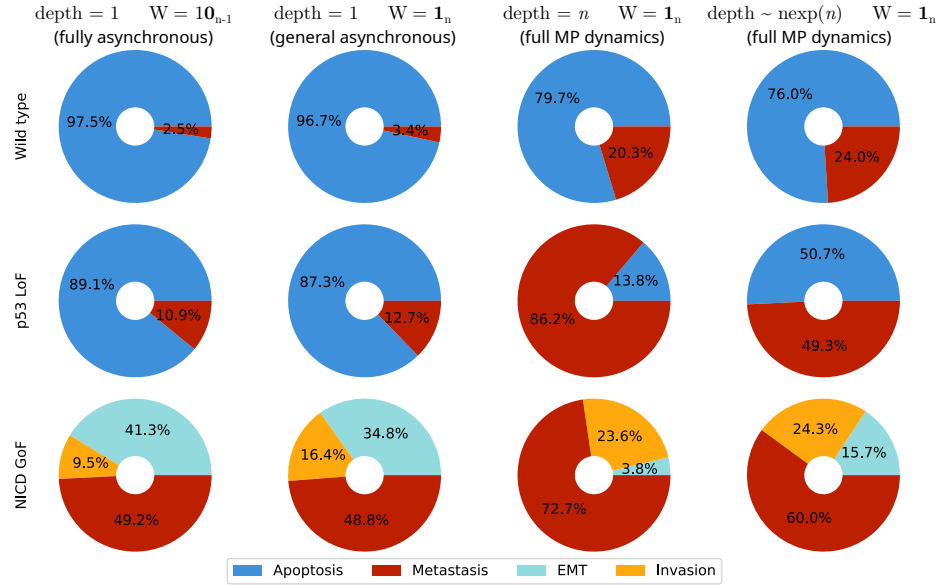 depth = 1 W = 10ₙ₋₁ depth = 1 W = 1ₙ depth = n W = 1ₙ depth ~ nexp(n) W = 1ₙ
(fully asynchronous) (general asynchronous) (full MP dynamics) (full MP dynamics)
Wild type
97.5% 2.5% 96.7% 3.4% 79.7% 20.3% 76.0% 24.0%
p53 LoF
89.1% 10.9% 87.3% 12.7% 13.8% 86.2% 50.7% 49.3%
NICD GoF
41.3% 9.5% 49.2% 34.8% 16.4% 48.8% 23.6% 3.8% 72.7% 24.3% 15.7% 60.0%
Apoptosis Metastasis EMT Invasion